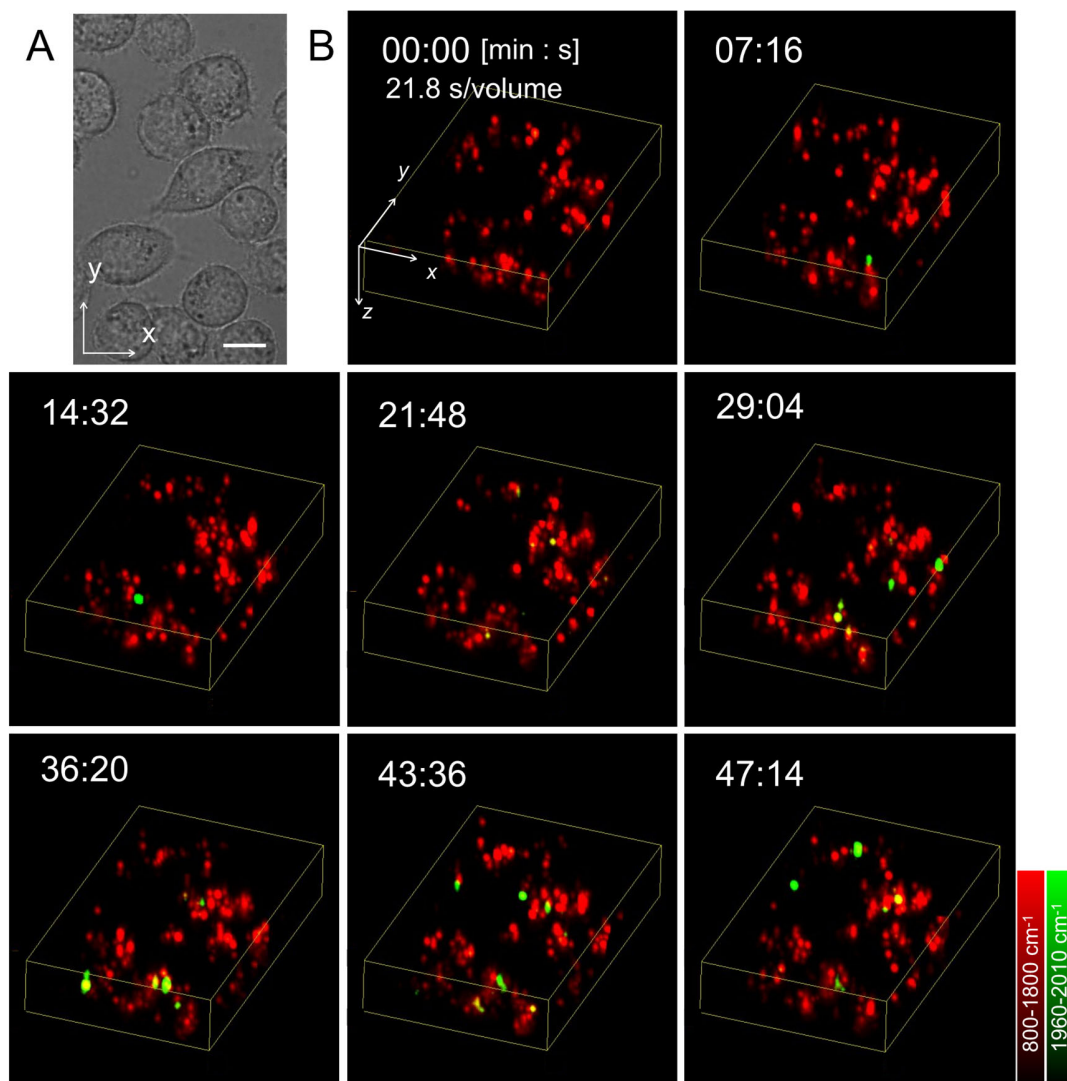 A
B
00:00 [min : s]
21.8 s/volume
07:16
y
x
y
x
z
14:32
21:48
29:04
36:20
43:36
47:14
800-1800 cm⁻¹
1960-2010 cm⁻¹